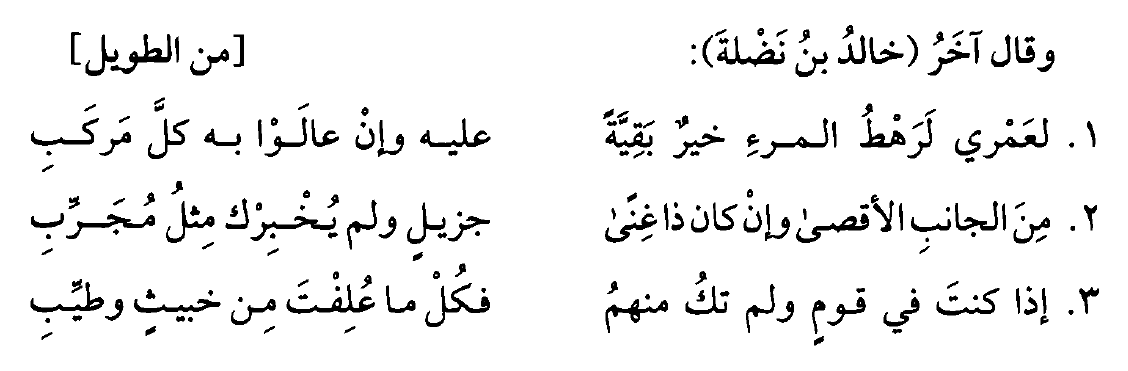 وقال آخَرُ (خالدُ بنُ نَضْلةَ): [من الطويل]
١. لعَمْري لَرَهْطُ المرءِ خيرٌ بَقِيَّةً عليه وإنْ عالَوْا به كلَّ مَركَبِ
٢. مِنَ الجانبِ الأقصىٰ وإنْ كان ذا غِنًىٰ جزيلٍ ولم يُخْبِرْك مِثلُ مُجَرِّبِ
٣. إذا كنتَ في قومٍ ولم تكُ منهمُ فكُلْ ما عُلِفْتَ مِن خبيثٍ وطيِّبِ